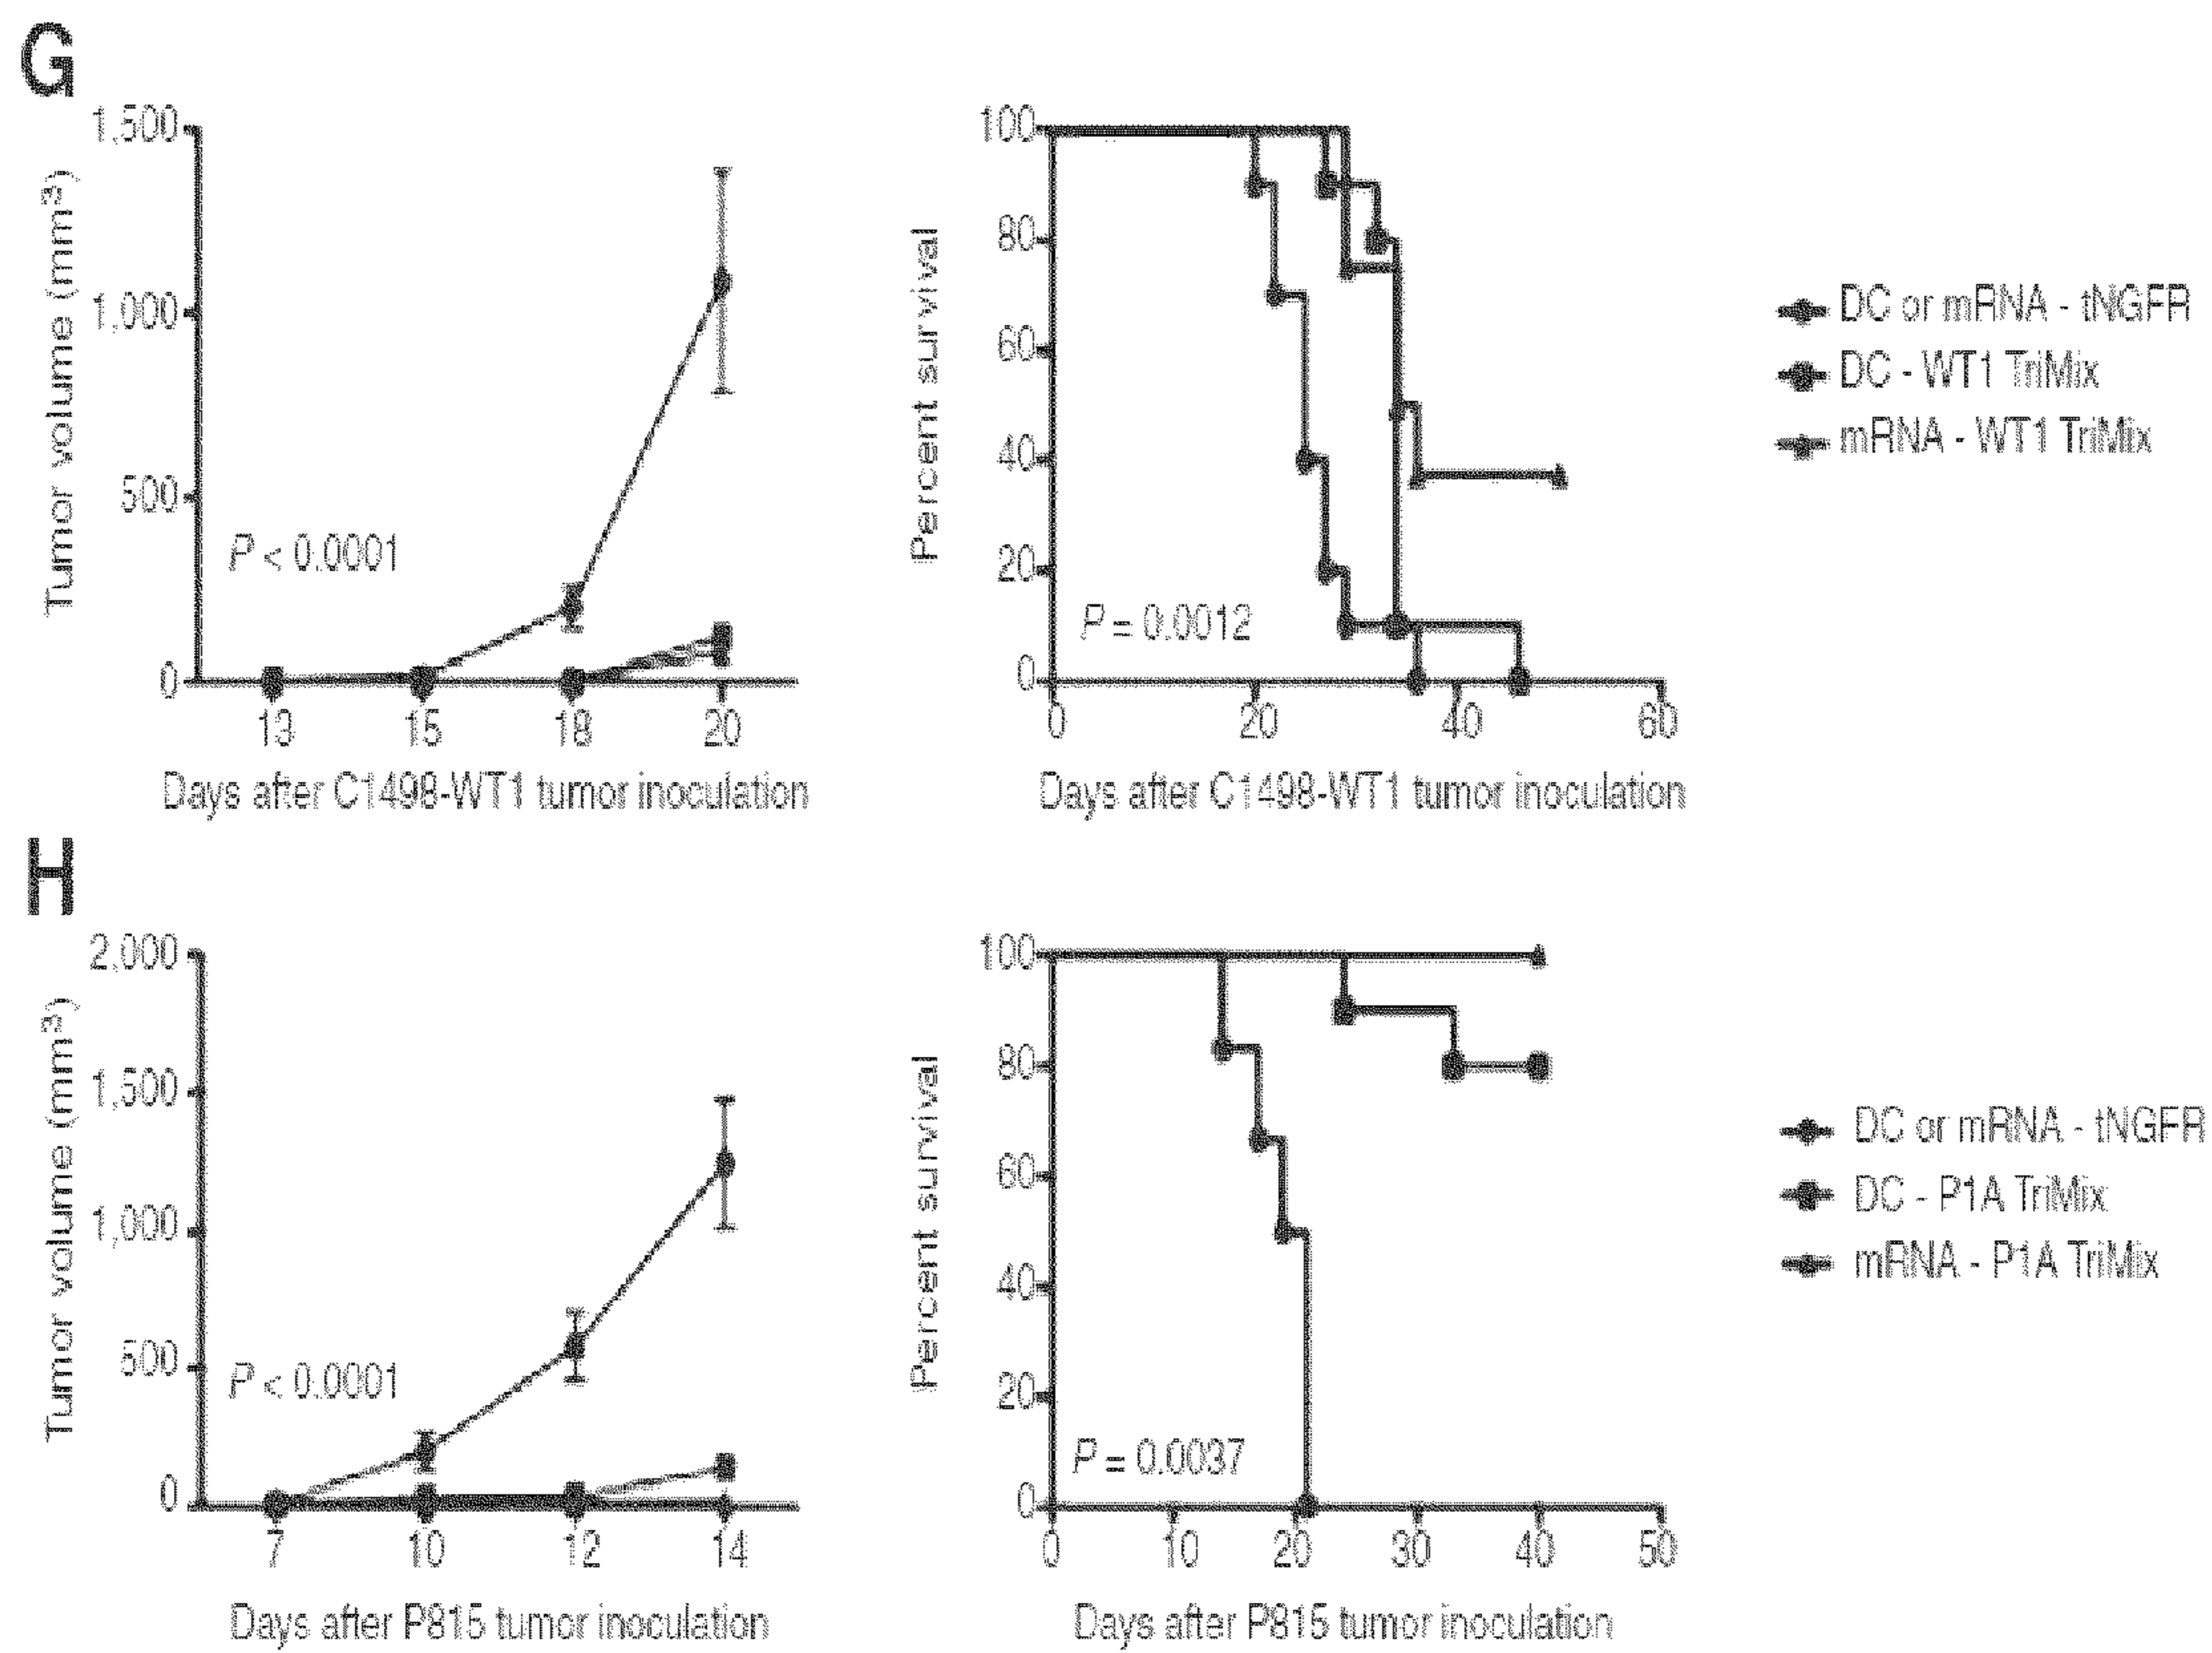 G
1,500
1,000
500
0
Tumor volume (mm³)
P < 0.0001
13 15 18 20
Days after C1498-WT1 tumor inoculation
100
80
60
40
20
0
Percent survival
P = 0.0012
0 20 40 60
Days after C1498-WT1 tumor inoculation
DC or mRNA - tNGFR
DC - WT1 TriMix
mRNA - WT1 TriMix
H
2,000
1,500
1,000
500
0
Tumor volume (mm³)
P < 0.0001
7 10 12 14
Days after P815 tumor inoculation
100
80
60
40
20
0
Percent survival
P = 0.0037
0 10 20 30 40 50
Days after P815 tumor inoculation
DC or mRNA - tNGFR
DC - P1A TriMix
mRNA - P1A TriMix